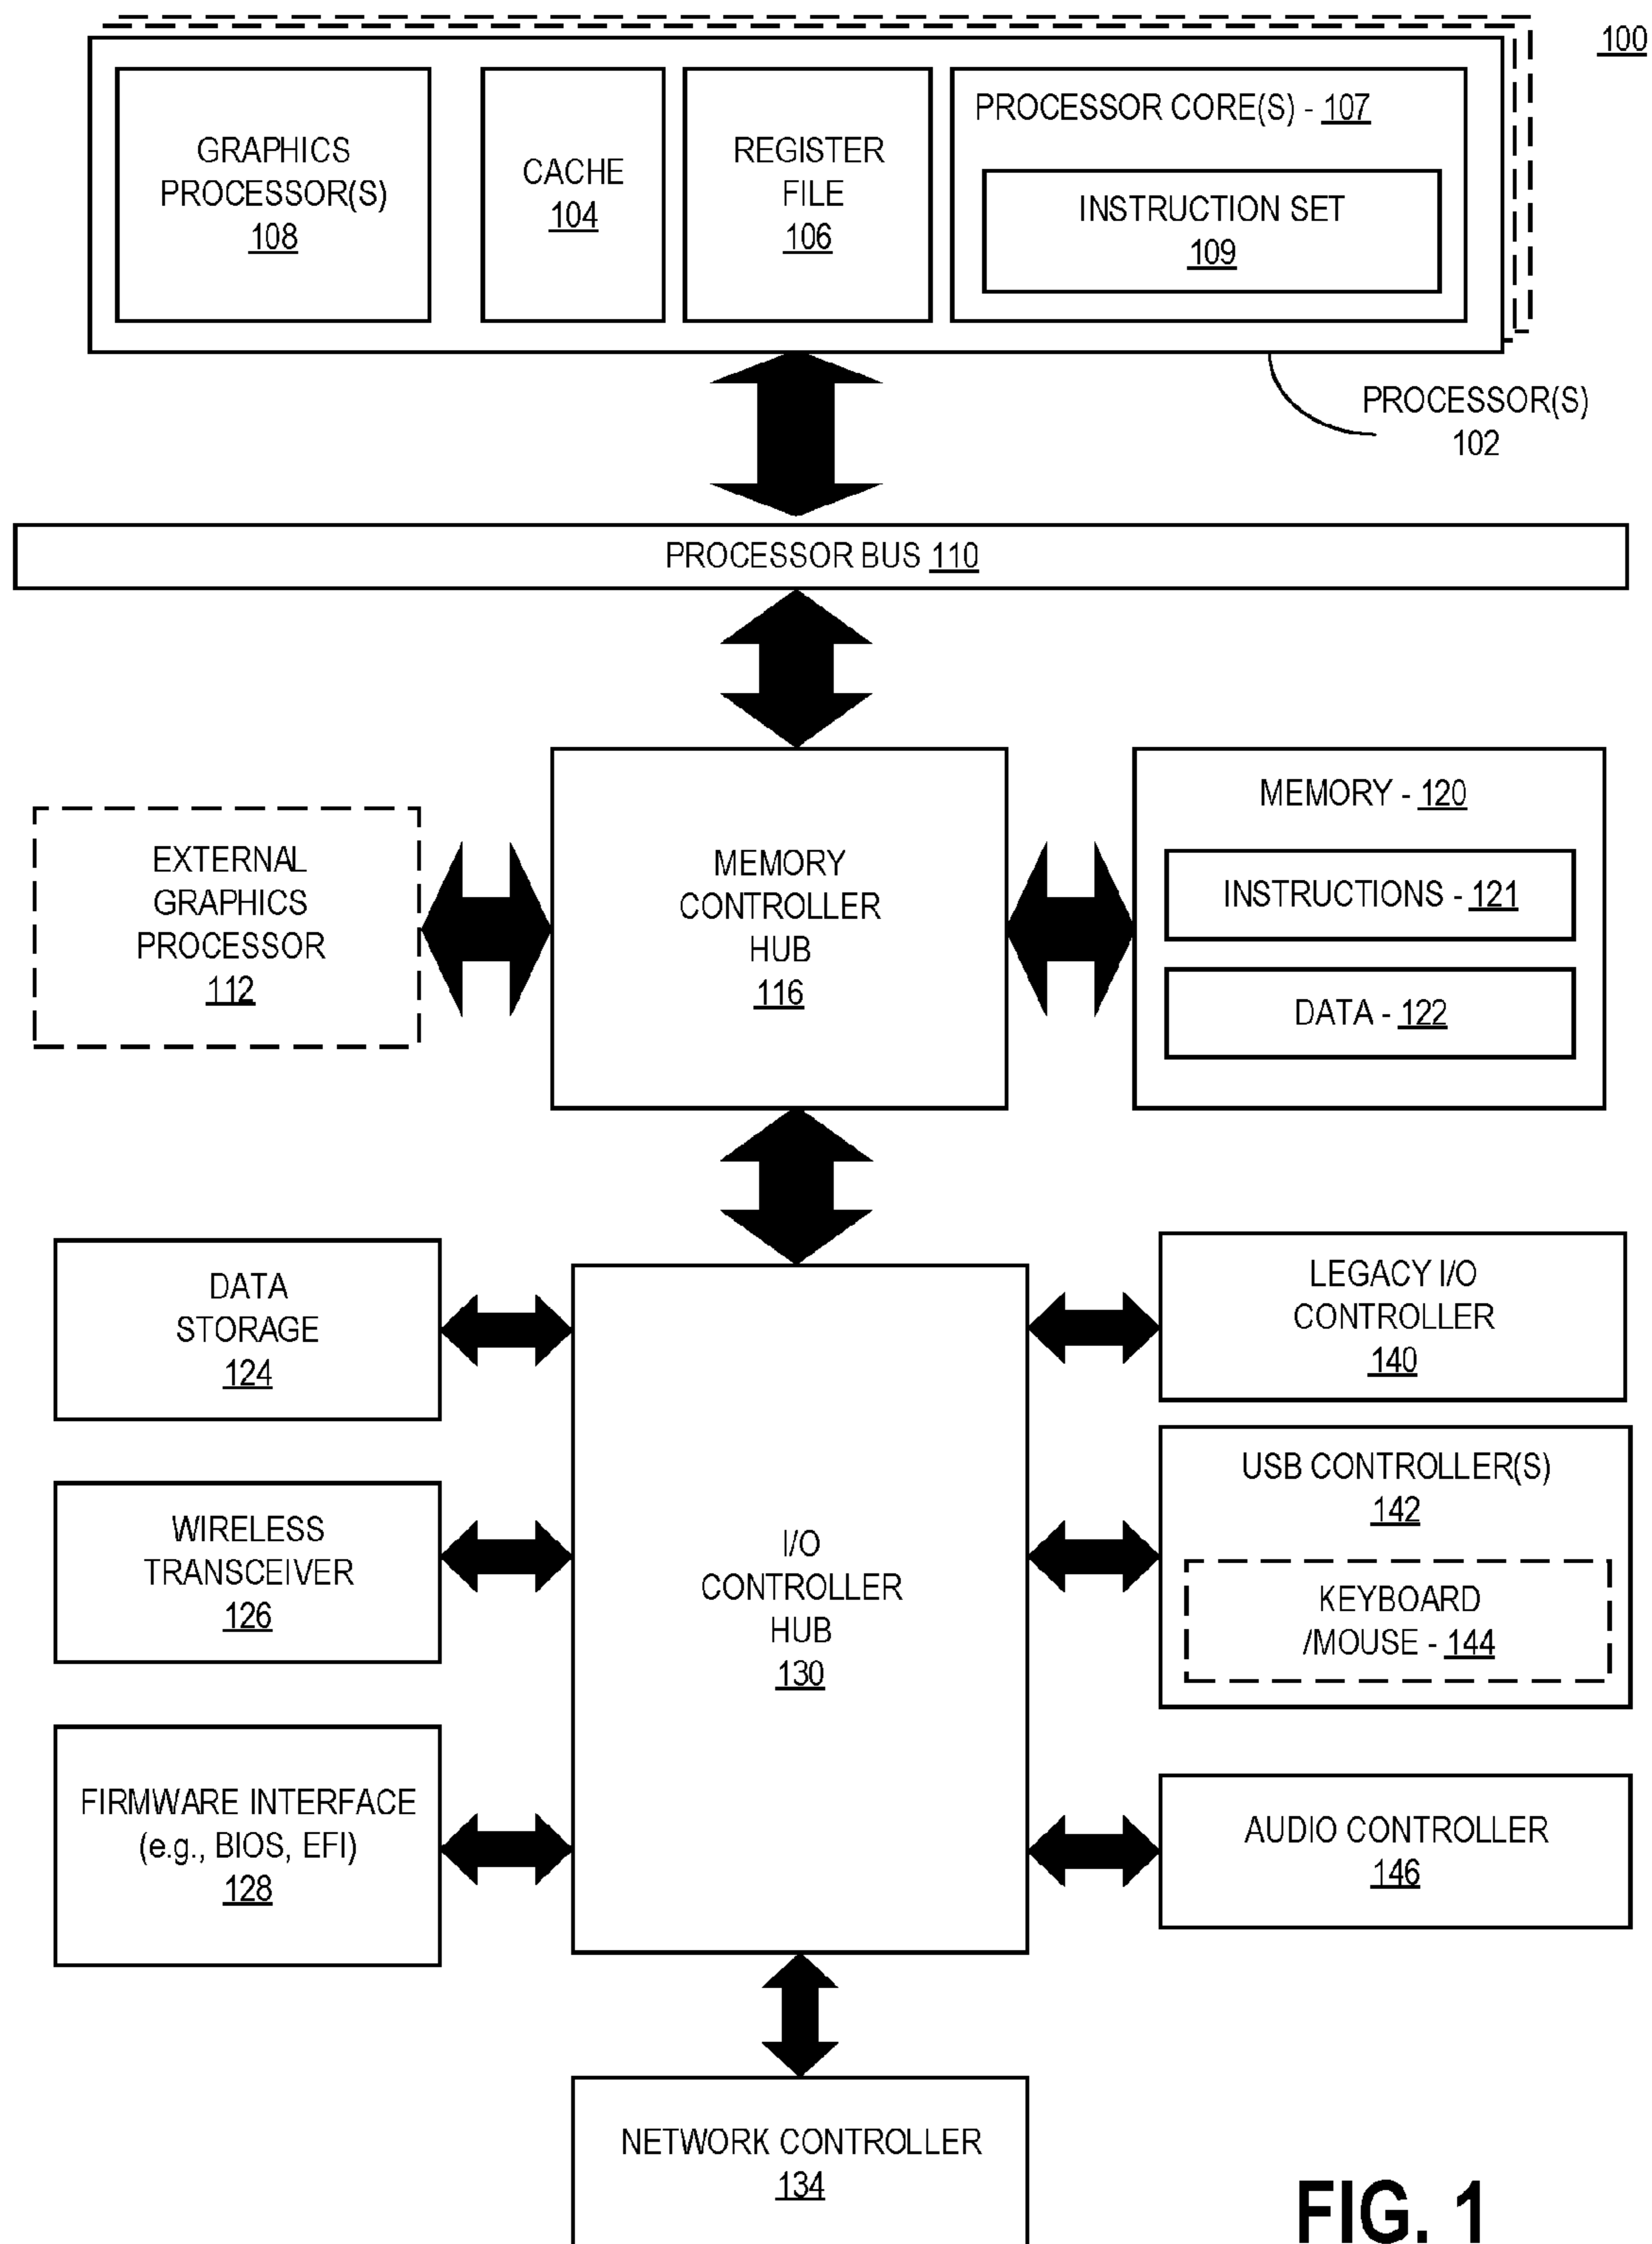 100
GRAPHICS
PROCESSOR(S)
108
CACHE
104
REGISTER
FILE
106
PROCESSOR CORE(S) - 107
INSTRUCTION SET
109
PROCESSOR(S)
102
PROCESSOR BUS 110
EXTERNAL
GRAPHICS
PROCESSOR
112
MEMORY
CONTROLLER
HUB
116
MEMORY - 120
INSTRUCTIONS - 121
DATA - 122
DATA
STORAGE
124
WIRELESS
TRANSCEIVER
126
FIRMWARE INTERFACE
(e.g., BIOS, EFI)
128
I/O
CONTROLLER
HUB
130
LEGACY I/O
CONTROLLER
140
USB CONTROLLER(S)
142
KEYBOARD
/MOUSE - 144
AUDIO CONTROLLER
146
NETWORK CONTROLLER
134
FIG. 1